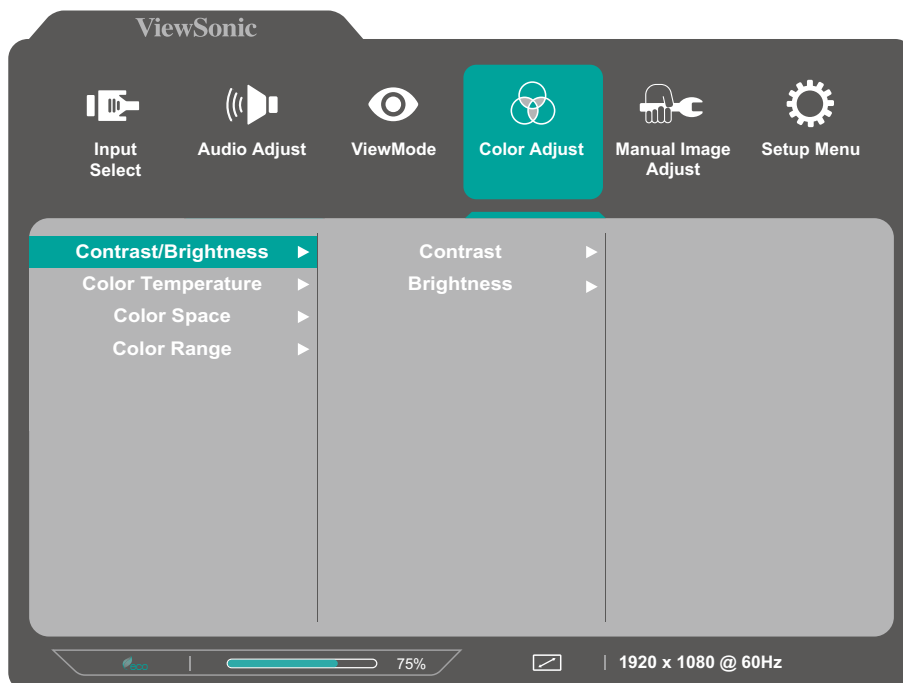 ViewSonic
Input Select
Audio Adjust
ViewMode
Color Adjust
Manual Image Adjust
Setup Menu
Contrast/Brightness
Contrast
Color Temperature
Brightness
Color Space
Color Range
eco
75%
1920 x 1080 @ 60Hz